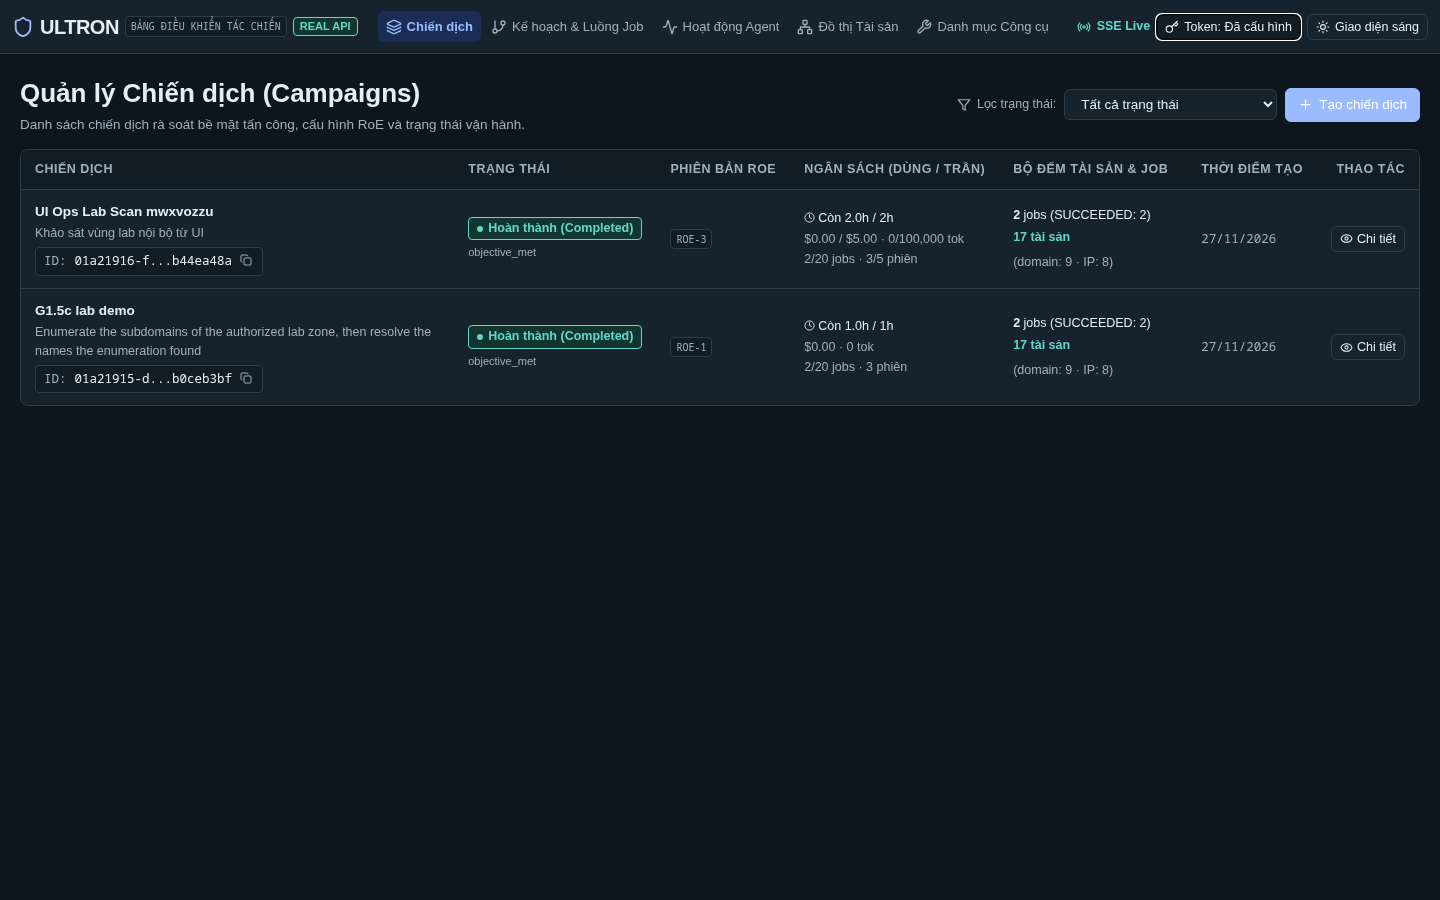 ULTRON BẢNG ĐIỀU KHIỂN TÁC CHIẾN REAL API Chiến dịch Kế hoạch & Luồng Job Hoạt động Agent Đồ thị Tài sản Danh mục Công cụ SSE Live Token: Đã cấu hình Giao diện sáng
Quản lý Chiến dịch (Campaigns)
Danh sách chiến dịch rà soát bề mặt tấn công, cấu hình RoE và trạng thái vận hành.
Lọc trạng thái: Tất cả trạng thái Tạo chiến dịch
CHIẾN DỊCH TRẠNG THÁI PHIÊN BẢN ROE NGÂN SÁCH (DÙNG / TRẦN) BỘ ĐẾM TÀI SẢN & JOB THỜI ĐIỂM TẠO THAO TÁC
UI Ops Lab Scan mwxvozzu
Khảo sát vùng lab nội bộ từ UI
ID: 01a21916-f...b44ea48a
Hoàn thành (Completed)
objective_met
ROE-3
Còn 2.0h / 2h
$0.00 / $5.00 · 0/100,000 tok
2/20 jobs · 3/5 phiên
2 jobs (SUCCEEDED: 2)
17 tài sản
(domain: 9 · IP: 8)
27/11/2026
Chi tiết
G1.5c lab demo
Enumerate the subdomains of the authorized lab zone, then resolve the
names the enumeration found
ID: 01a21915-d...b0ceb3bf
Hoàn thành (Completed)
objective_met
ROE-1
Còn 1.0h / 1h
$0.00 · 0 tok
2/20 jobs · 3 phiên
2 jobs (SUCCEEDED: 2)
17 tài sản
(domain: 9 · IP: 8)
27/11/2026
Chi tiết